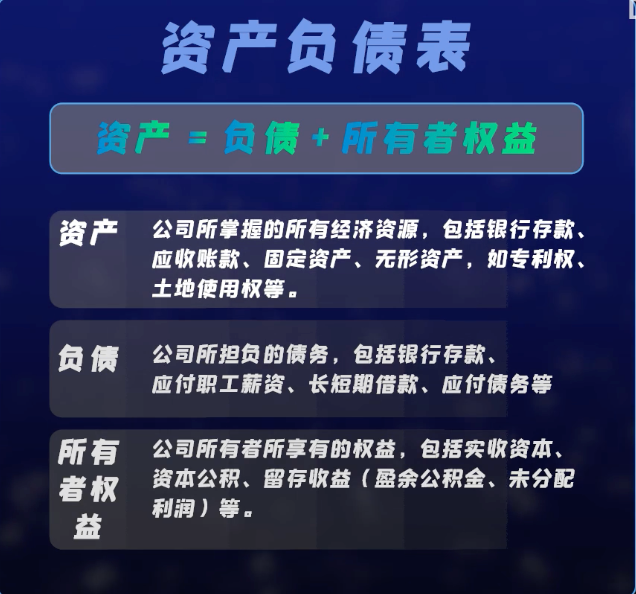 资产负债表
资产 = 负债 + 所有者权益
资产
公司所掌握的所有经济资源，包括银行存款、
应收账款、固定资产、无形资产，如专利权、
土地使用权等。
负债
公司所担负的债务，包括银行存款、
应付职工薪资、长短期借款、应付债务等
所有
者权
益
公司所有者所享有的权益，包括实收资本、
资本公积、留存收益（盈余公积金、未分配
利润）等。